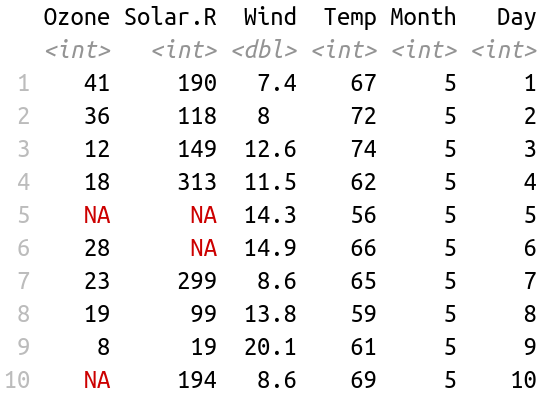 Ozone Solar.R Wind Temp Month Day
<int> <int> <dbl> <int> <int> <int>
1 41 190 7.4 67 5 1
2 36 118 8 72 5 2
3 12 149 12.6 74 5 3
4 18 313 11.5 62 5 4
5 NA NA 14.3 56 5 5
6 28 NA 14.9 66 5 6
7 23 299 8.6 65 5 7
8 19 99 13.8 59 5 8
9 8 19 20.1 61 5 9
10 NA 194 8.6 69 5 10